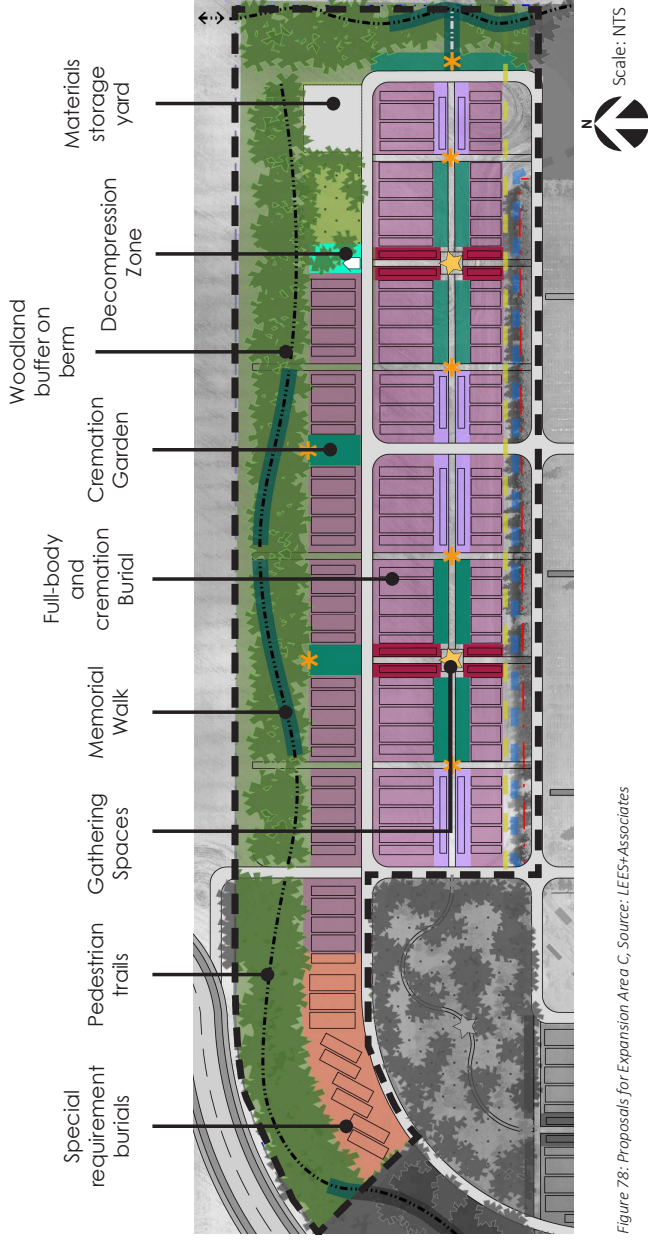 Special
requirement
burials
Pedestrian
trails
Gathering
Spaces
Memorial
Walk
Full-body
and
cremation
Burial
Cremation
Garden
Woodland
buffer on
berm
Decompression
Zone
Materials
storage
yard
N
Scale: NTS
Figure 78: Proposals for Expansion Area C, Source: LEES+Associates